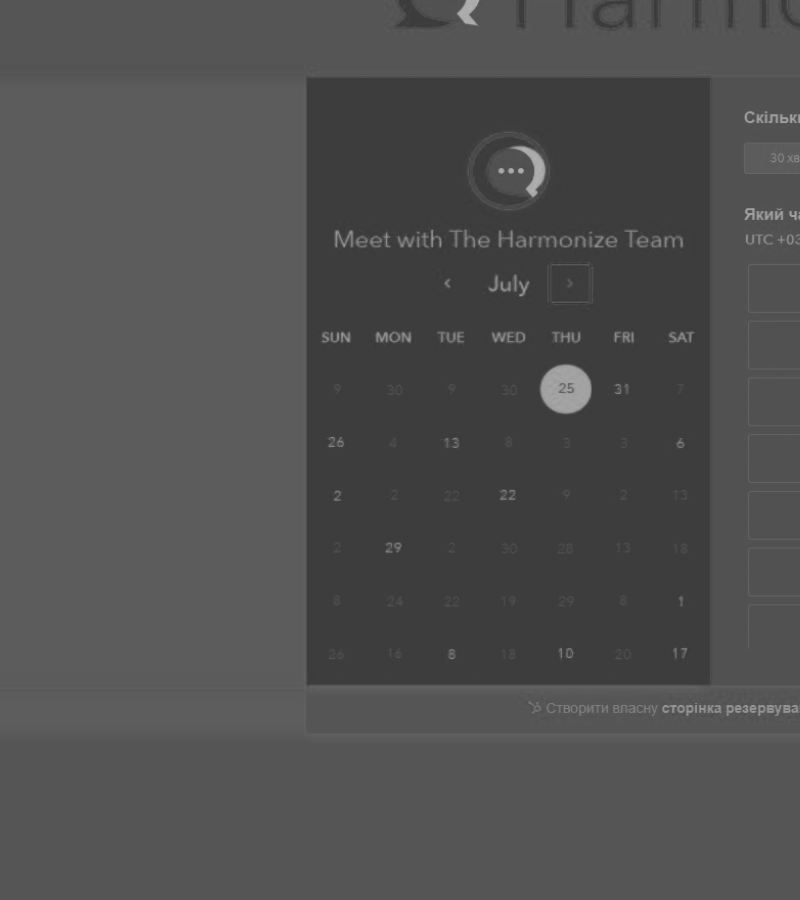 Harmo
Meet with The Harmonize Team
‹ July ›
SUN MON TUE WED THU FRI SAT
9 30 9 30 25 31 7
26 4 13 8 3 3 6
2 2 22 22 9 2 13
2 29 2 30 28 13 18
8 24 22 19 29 8 1
26 16 8 18 10 20 17
Скільки
30 хв
Який ча
UTC +03
Створити власну сторінка резервува